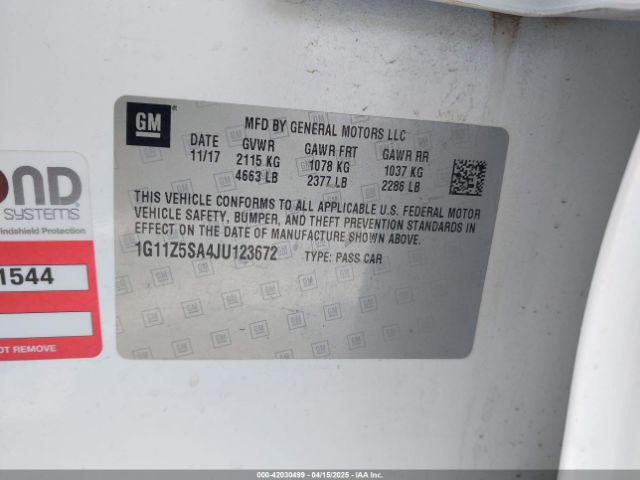 GM
MFD BY GENERAL MOTORS LLC
DATE GVWR GAWR FRT GAWR RR
11/17 2115 KG 1078 KG 1037 KG
4663 LB 2377 LB 2286 LB
THIS VEHICLE CONFORMS TO ALL APPLICABLE U.S. FEDERAL MOTOR
VEHICLE SAFETY, BUMPER, AND THEFT PREVENTION STANDARDS IN
EFFECT ON THE DATE OF MANUFACTURE SHOWN ABOVE.
1G11Z5SA4JU123672 TYPE: PASS CAR
OND
SYSTEMS
Windshield Protection
1544
OT REMOVE
000-42030499 - 04/15/2025 - IAAI.COM